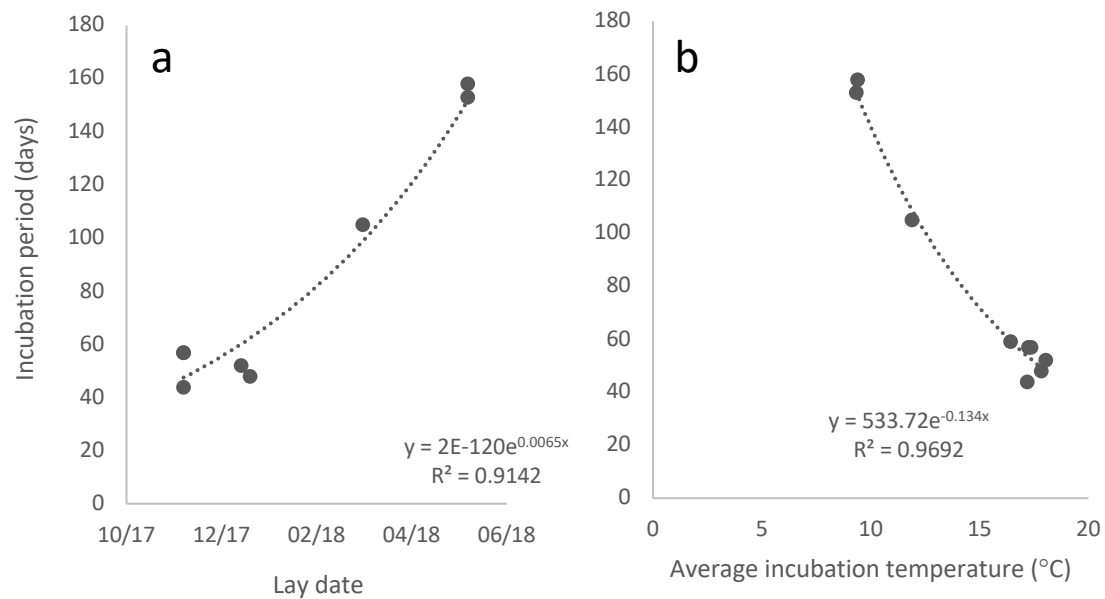 a
180
160
140
120
100
80
60
40
20
0
Incubation period (days)
10/17 12/17 02/18 04/18 06/18
Lay date
y = 2E-120e^0.0065x
R² = 0.9142
b
180
160
140
120
100
80
60
40
20
0
0 5 10 15 20
Average incubation temperature (°C)
y = 533.72e^-0.134x
R² = 0.9692